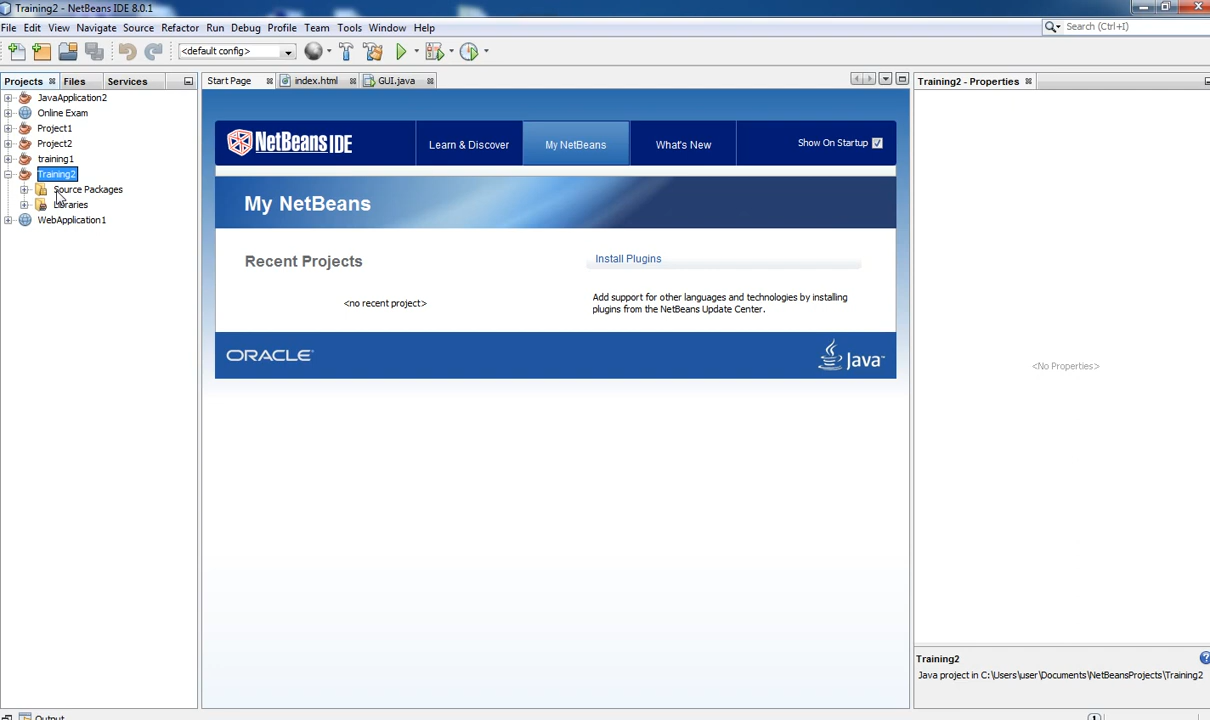 Training2 - NetBeans IDE 8.0.1
File Edit View Navigate Source Refactor Run Debug Profile Team Tools Window Help
Search (Ctrl+I)
<default config>
Projects Files Services
Start Page index.html GUI.java
Training2 - Properties
JavaApplication2
Online Exam
Project1
Project2
training1
Training2
Source Packages
Libraries
WebApplication1
NetBeans IDE
Learn & Discover
My NetBeans
What's New
Show On Startup
My NetBeans
Recent Projects
<no recent project>
Install Plugins
Add support for other languages and technologies by installing
plugins from the NetBeans Update Center.
ORACLE
Java
<No Properties>
Training2
Java project in C:\Users\user\Documents\NetBeansProjects\Training2
Output
1